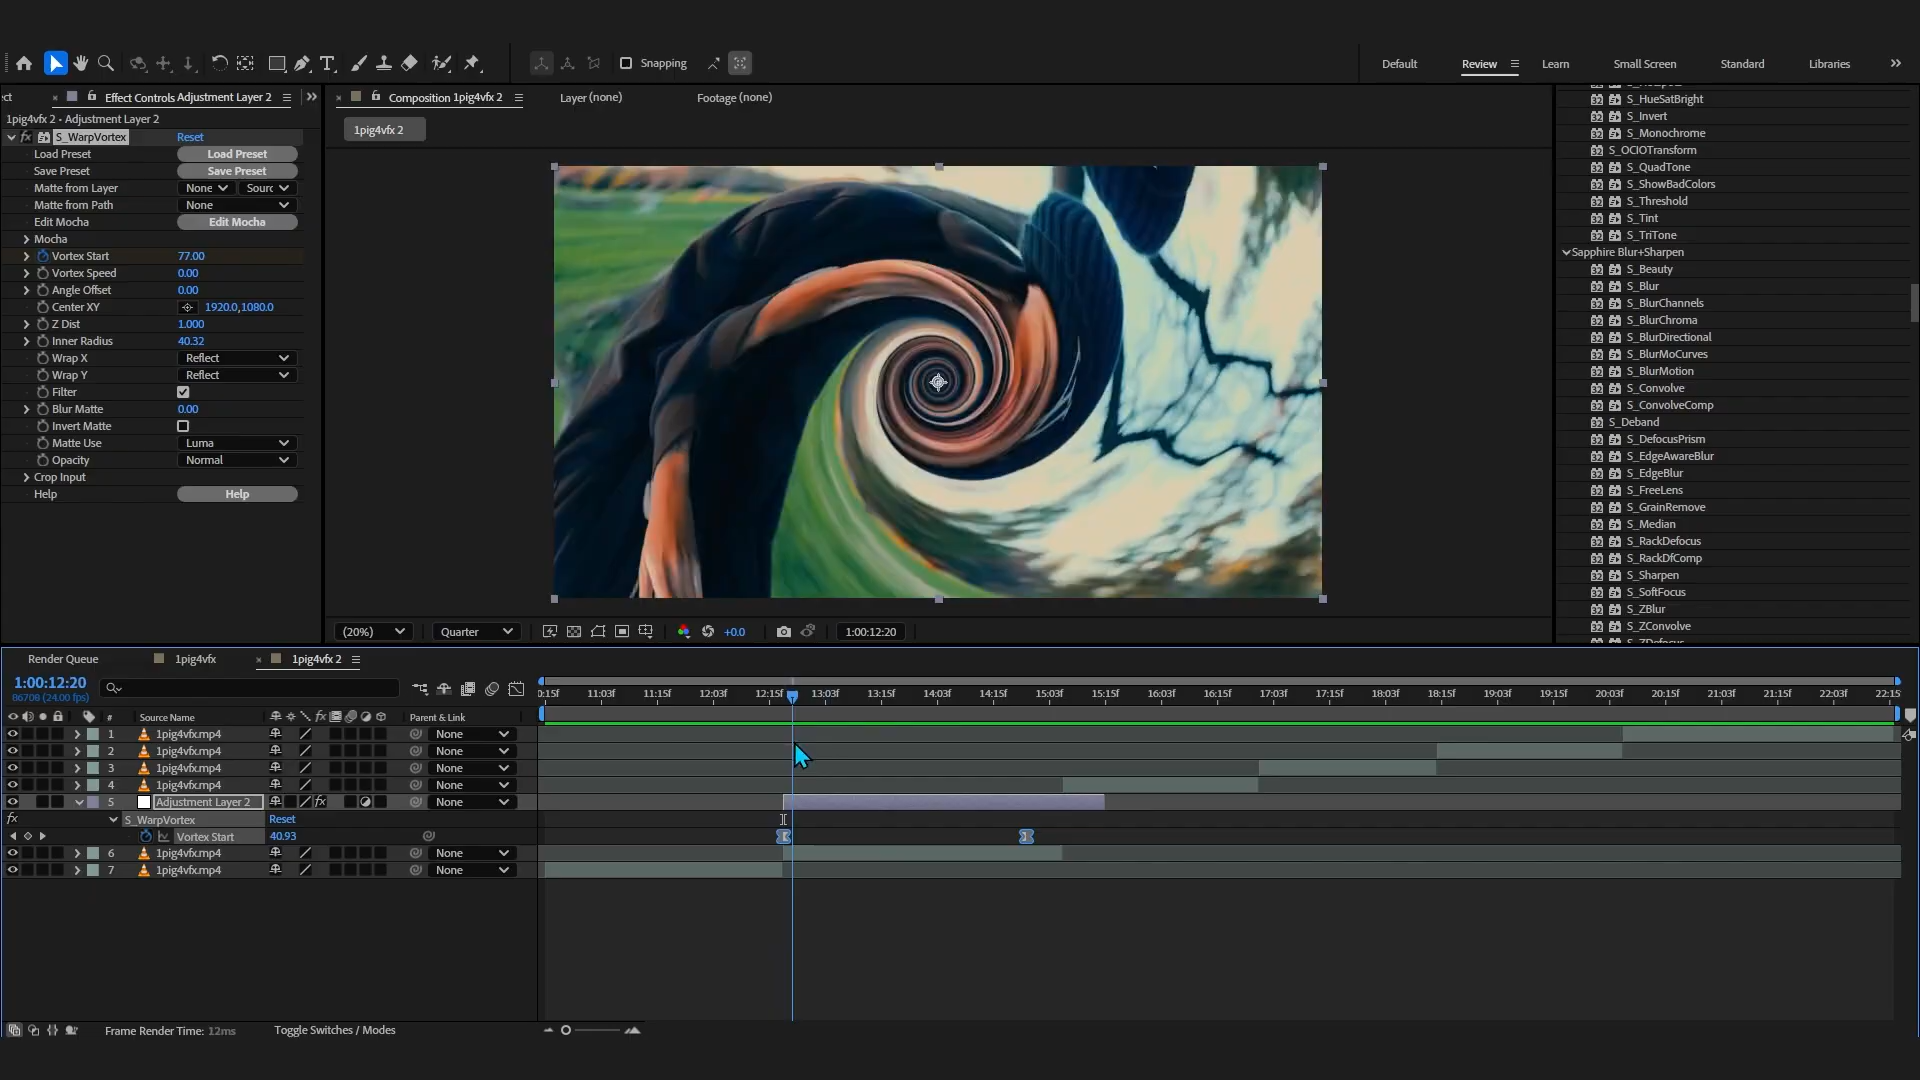 Snapping
Default
Review
Learn
Small Screen
Standard
Libraries
ct
Effect Controls Adjustment Layer 2
Composition 1pig4vfx 2
Layer (none)
Footage (none)
1pig4vfx 2 - Adjustment Layer 2
1pig4vfx 2
fx S_WarpVortex Reset
Load Preset Load Preset
Save Preset Save Preset
Matte from Layer None Sourc
Matte from Path None
Edit Mocha Edit Mocha
Mocha
Vortex Start 77.00
Vortex Speed 0.00
Angle Offset 0.00
Center XY 1920.0,1080.0
Z Dist 1.000
Inner Radius 40.32
Wrap X Reflect
Wrap Y Reflect
Filter
Blur Matte 0.00
Invert Matte
Matte Use Luma
Opacity Normal
Crop Input
Help Help
S_HueSatBright
S_Invert
S_Monochrome
S_OCIOTransform
S_QuadTone
S_ShowBadColors
S_Threshold
S_Tint
S_TriTone
Sapphire Blur+Sharpen
S_Beauty
S_Blur
S_BlurChannels
S_BlurChroma
S_BlurDirectional
S_BlurMoCurves
S_BlurMotion
S_Convolve
S_ConvolveComp
S_Deband
S_DefocusPrism
S_EdgeAwareBlur
S_EdgeBlur
S_FreeLens
S_GrainRemove
S_Median
S_RackDefocus
S_RackDfComp
S_Sharpen
S_SoftFocus
S_ZBlur
S_ZConvolve
S_ZDefocus
(20%) Quarter +0.0 1:00:12:20
Render Queue 1pig4vfx 1pig4vfx 2
1:00:12:20
86708 (24.00 fps)
0:15f 11:03f 11:15f 12:03f 12:15f 13:03f 13:15f 14:03f 14:15f 15:03f 15:15f 16:03f 16:15f 17:03f 17:15f 18:03f 18:15f 19:03f 19:15f 20:03f 20:15f 21:03f 21:15f 22:03f 22:15
# Source Name fx Parent & Link
1 1pig4vfx.mp4 None
2 1pig4vfx.mp4 None
3 1pig4vfx.mp4 None
4 1pig4vfx.mp4 None
5 Adjustment Layer 2 fx None
fx S_WarpVortex Reset
Vortex Start 40.93
6 1pig4vfx.mp4 None
7 1pig4vfx.mp4 None
Frame Render Time: 12ms Toggle Switches / Modes